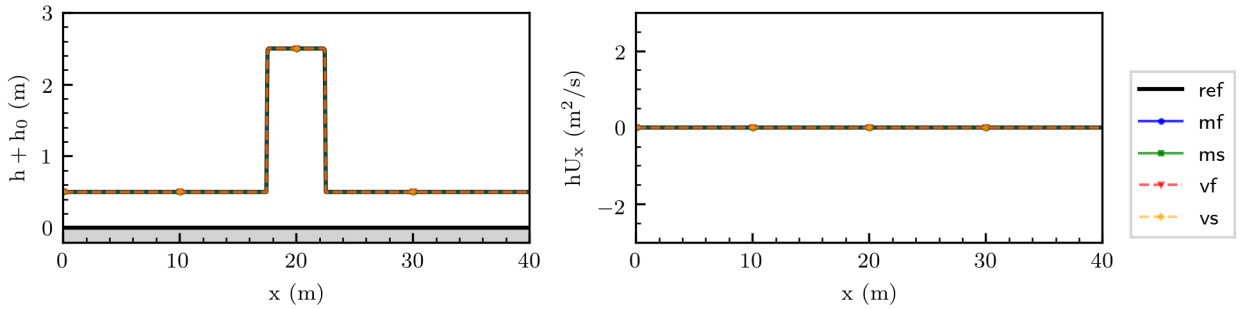 3
2
1
0
h + h₀ (m)
0 10 20 30 40
x (m)
2
0
−2
hUₓ (m²/s)
0 10 20 30 40
x (m)
ref
mf
ms
vf
vs